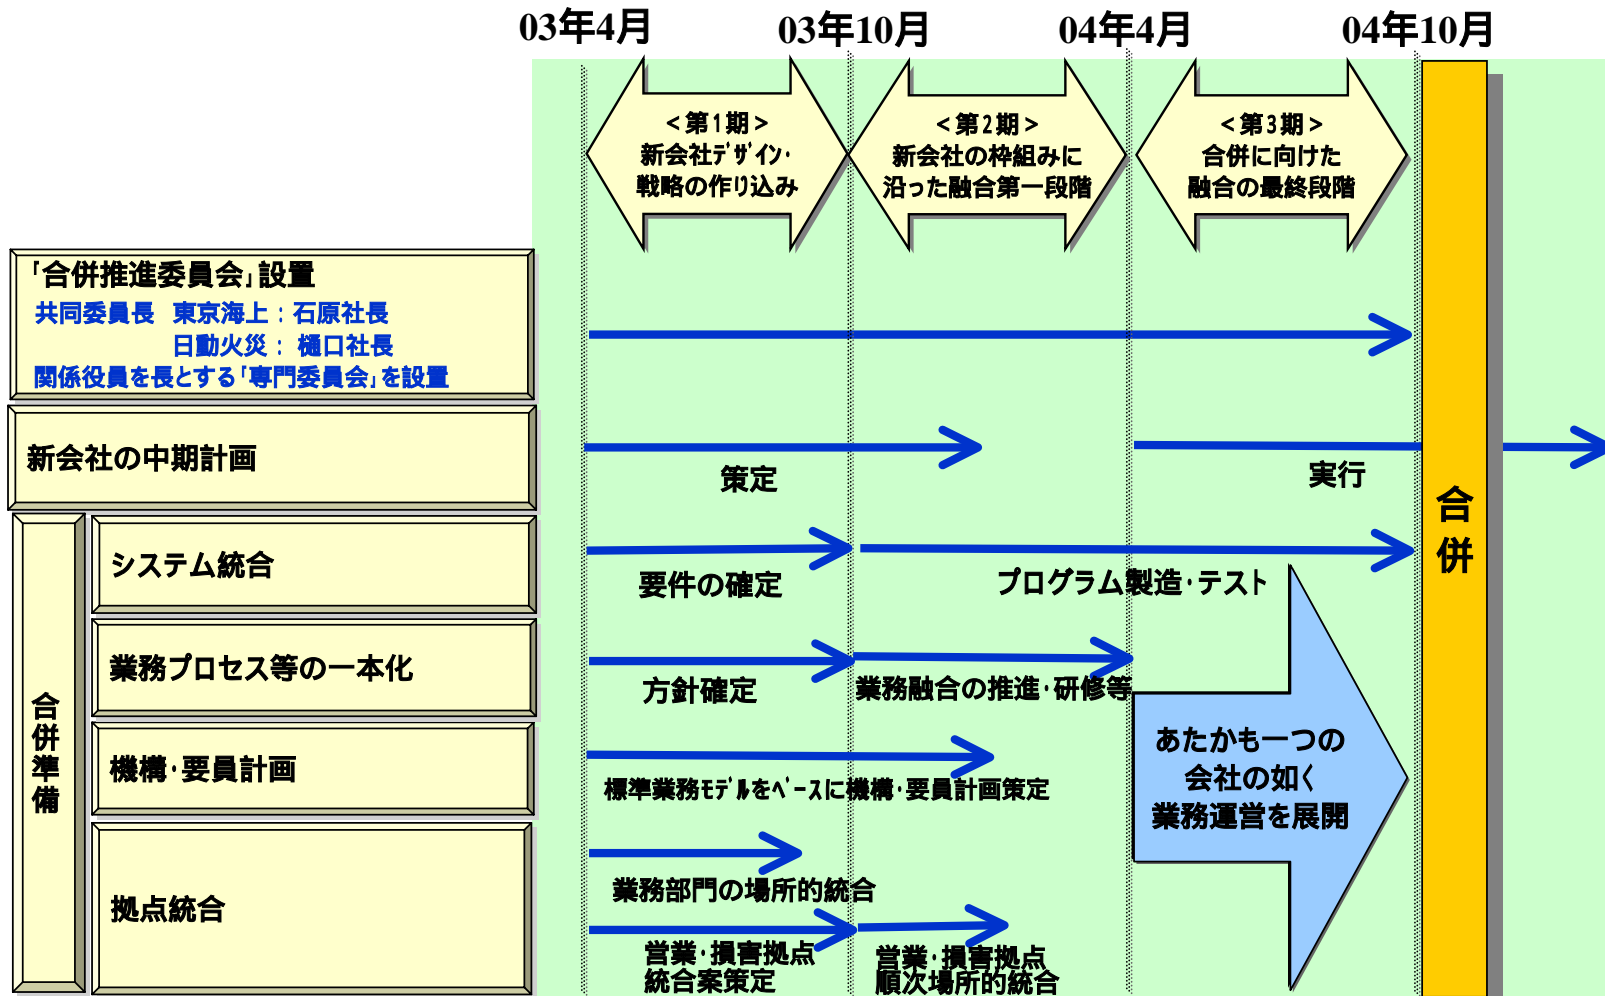 03年4月
03年10月
04年4月
04年10月
<第1期>
新会社デザイン・
戦略の作り込み
<第2期>
新会社の枠組みに
沿った融合第一段階
<第3期>
合併に向けた
融合の最終段階
「合併推進委員会」設置
共同委員長　東京海上：石原社長
日動火災：樋口社長
関係役員を長とする「専門委員会」を設置
新会社の中期計画
策定
実行
合併
合併準備
システム統合
要件の確定
プログラム製造・テスト
業務プロセス等の一本化
方針確定
業務融合の推進・研修等
機構・要員計画
標準業務モデルをベースに機構・要員計画策定
あたかも一つの
会社の如く
業務運営を展開
拠点統合
業務部門の場所的統合
営業・損害拠点
統合案策定
営業・損害拠点
順次場所的統合